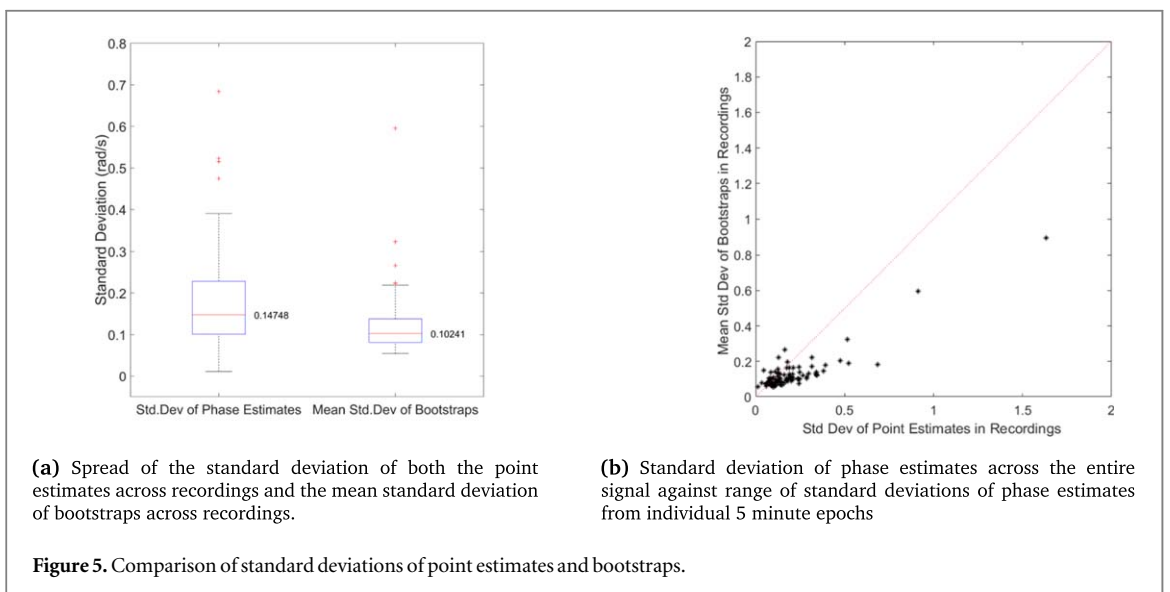 0.8
0.7
0.6
0.5
0.4
0.3
0.2
0.1
0
Standard Deviation (rad/s)
0.14748
0.10241
Std.Dev of Phase Estimates Mean Std.Dev of Bootstraps
2
1.8
1.6
1.4
1.2
1
0.8
0.6
0.4
0.2
0
Mean Std Dev of Bootstraps in Recordings
0 0.5 1 1.5 2
Std Dev of Point Estimates in Recordings
(a) Spread of the standard deviation of both the point
estimates across recordings and the mean standard deviation
of bootstraps across recordings.
(b) Standard deviation of phase estimates across the entire
signal against range of standard deviations of phase estimates
from individual 5 minute epochs
Figure 5. Comparison of standard deviations of point estimates and bootstraps.